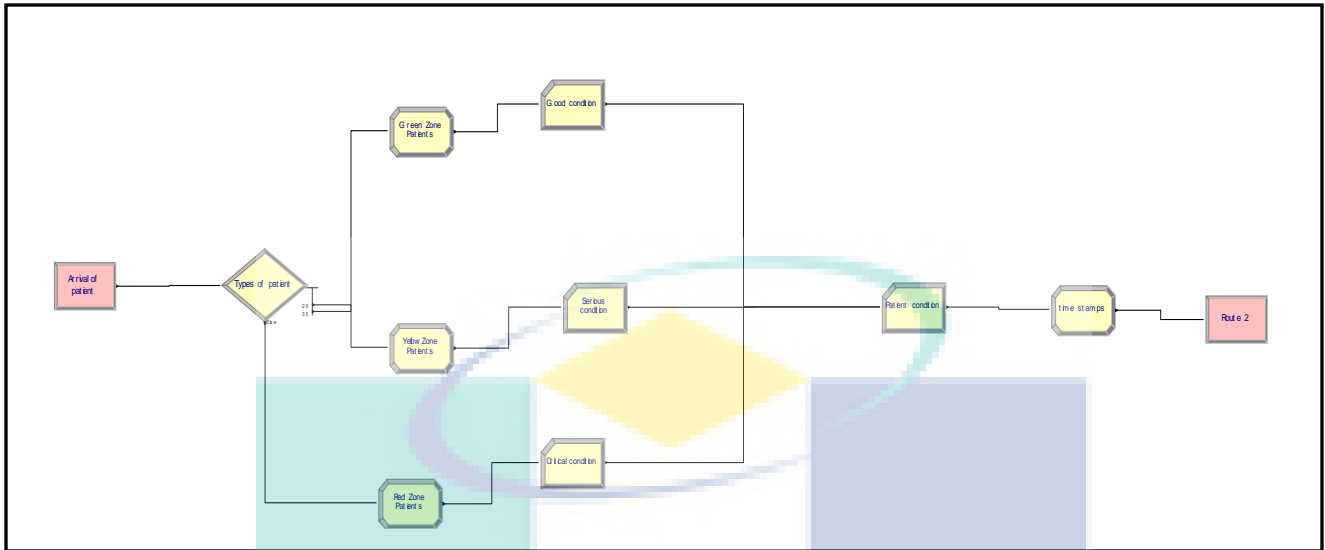 Good condition
Green Zone
Patients
Arrival of
patient
Types of patient
20
35
Else
Serious
condition
Patient condition
time stamps
Route 2
Yellow Zone
Patients
Critical condition
Red Zone
Patients